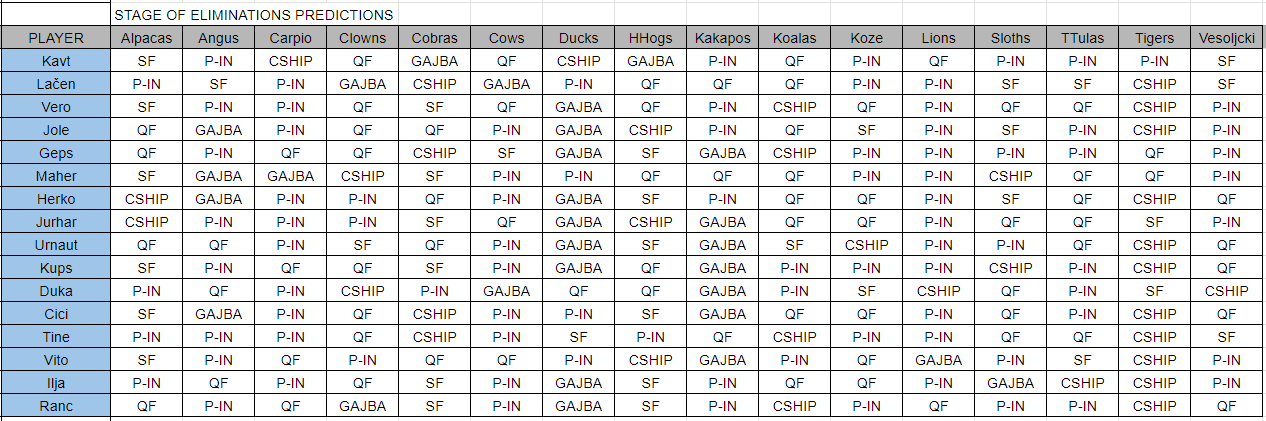 STAGE OF ELIMINATIONS PREDICTIONS
PLAYER Alpacas Angus Carpio Clowns Cobras Cows Ducks HHogs Kakapos Koalas Koze Lions Sloths TTulas Tigers Vesoljcki
Kavt SF P-IN CSHIP QF GAJBA QF CSHIP GAJBA P-IN QF P-IN QF P-IN P-IN P-IN SF
Lačen P-IN SF P-IN GAJBA CSHIP GAJBA P-IN QF QF QF P-IN P-IN SF SF CSHIP SF
Vero SF P-IN P-IN QF SF QF GAJBA QF P-IN CSHIP QF P-IN QF QF CSHIP P-IN
Jole QF GAJBA P-IN QF QF P-IN GAJBA CSHIP P-IN QF SF P-IN SF P-IN CSHIP P-IN
Geps QF P-IN QF QF CSHIP SF GAJBA SF GAJBA CSHIP P-IN P-IN P-IN P-IN QF P-IN
Maher SF GAJBA GAJBA CSHIP SF P-IN P-IN QF QF QF P-IN P-IN CSHIP QF QF P-IN
Herko CSHIP GAJBA P-IN P-IN QF P-IN GAJBA SF P-IN QF QF P-IN SF P-IN CSHIP QF
Jurhar CSHIP P-IN P-IN P-IN SF QF GAJBA CSHIP GAJBA QF QF P-IN QF QF SF P-IN
Urnaut QF QF P-IN SF QF P-IN GAJBA SF GAJBA SF CSHIP P-IN P-IN QF CSHIP QF
Kups SF P-IN QF QF SF P-IN GAJBA QF GAJBA P-IN P-IN P-IN CSHIP P-IN CSHIP QF
Duka P-IN QF P-IN CSHIP P-IN GAJBA QF QF GAJBA P-IN SF CSHIP QF P-IN SF CSHIP
Cici SF GAJBA P-IN QF CSHIP P-IN P-IN SF GAJBA QF QF P-IN QF P-IN CSHIP QF
Tine P-IN P-IN P-IN QF CSHIP P-IN SF P-IN QF CSHIP P-IN P-IN QF QF CSHIP SF
Vito SF P-IN QF P-IN QF QF P-IN CSHIP GAJBA P-IN QF GAJBA P-IN SF CSHIP P-IN
Ilja P-IN QF P-IN QF SF P-IN GAJBA SF P-IN QF QF P-IN GAJBA CSHIP CSHIP P-IN
Ranc QF P-IN QF GAJBA SF P-IN GAJBA SF P-IN CSHIP P-IN QF P-IN P-IN CSHIP QF